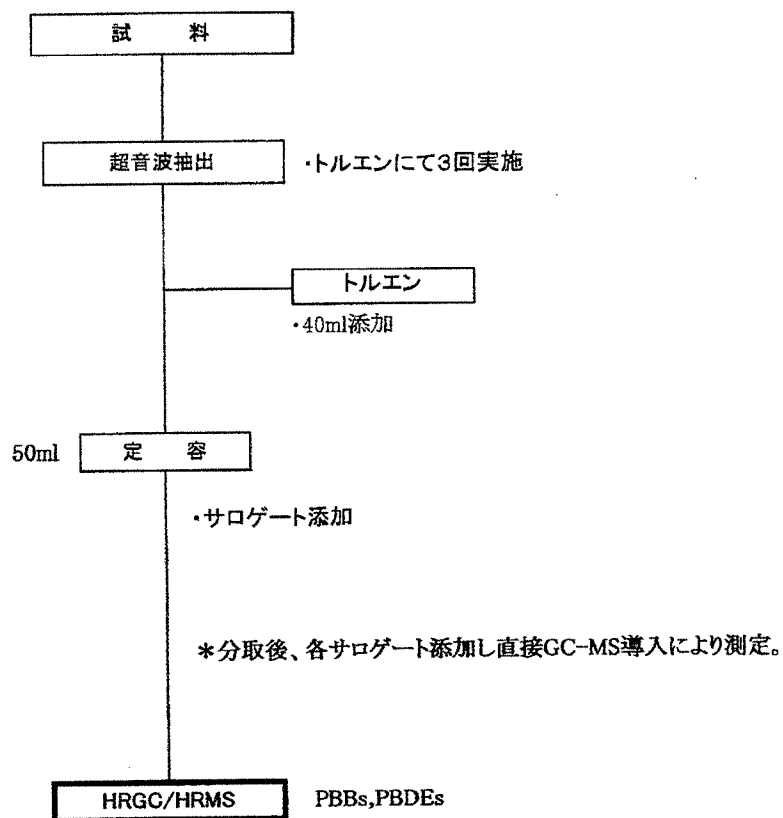 試 料
超音波抽出 ・トルエンにて3回実施
トルエン
・40ml添加
50ml 定 容
・サロゲート添加
*分取後、各サロゲート添加し直接GC-MS導入により測定。
HRGC/HRMS PBBs,PBDEs